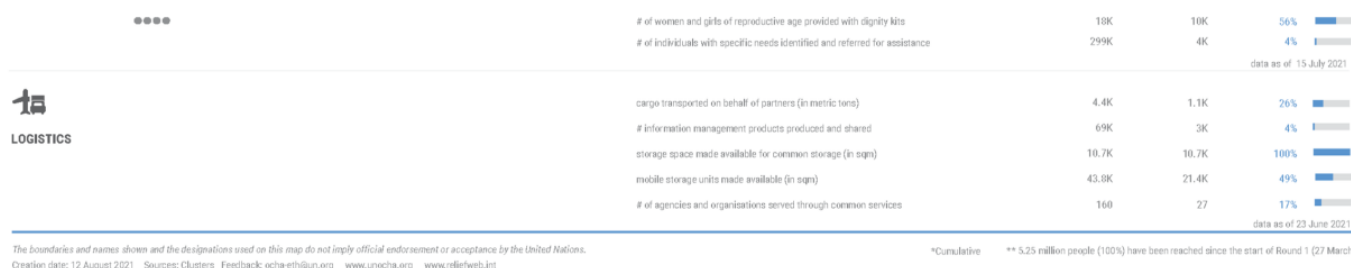 # of women and girls of reproductive age provided with dignity kits 18K 10K 56%
# of individuals with specific needs identified and referred for assistance 299K 4K 4%
data as of 15 July 2021
cargo transported on behalf of partners (in metric tons) 4.4K 1.1K 26%
# information management products produced and shared 69K 3K 4%
LOGISTICS
storage space made available for common storage (in sqm) 10.7K 10.7K 100%
mobile storage units made available (in sqm) 43.8K 21.4K 49%
# of agencies and organisations served through common services 160 27 17%
data as of 23 June 2021
The boundaries and names shown and the designations used on this map do not imply official endorsement or acceptance by the United Nations. *Cumulative ** 5.25 million people (100%) have been reached since the start of Round 1 (27 March
Creation date: 12 August 2021 Sources: Clusters Feedback: ocha-eth@un.org www.unocha.org www.reliefweb.int